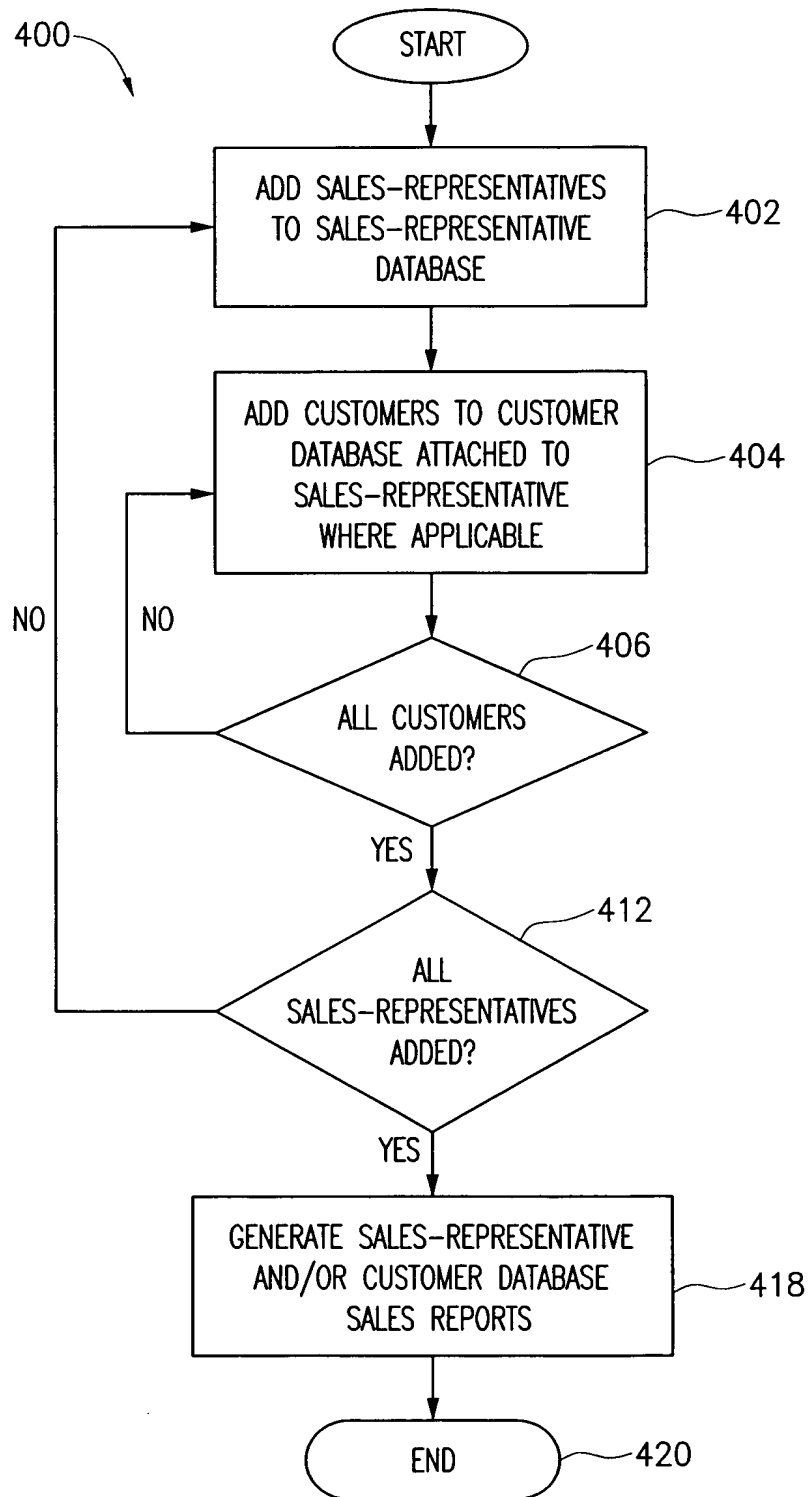 400
START
ADD SALES-REPRESENTATIVES
TO SALES-REPRESENTATIVE
DATABASE
402
ADD CUSTOMERS TO CUSTOMER
DATABASE ATTACHED TO
SALES-REPRESENTATIVE
WHERE APPLICABLE
404
NO
NO
406
ALL CUSTOMERS
ADDED?
YES
412
ALL
SALES-REPRESENTATIVES
ADDED?
YES
GENERATE SALES-REPRESENTATIVE
AND/OR CUSTOMER DATABASE
SALES REPORTS
418
END
420